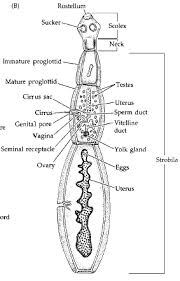 (B)
Rostellum
Sucker
Scolex
Neck
Immature proglottid
Mature proglottid
Testes
Cirrus sac
Uterus
Cirrus
Sperm duct
Genital pore
Vitelline
duct
Vagina
Seminal receptacle
Yolk gland
Strobila
Ovary
Eggs
Uterus
re
ord